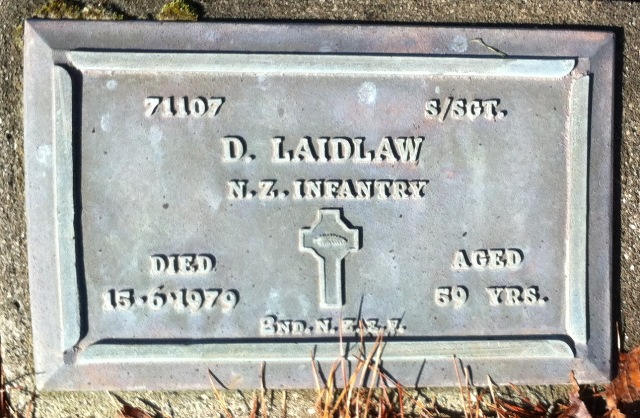 71107 S/SGT.
D. LAIDLAW
N.Z. INFANTRY
DIED AGED
15.6.1979 59 YRS.
2ND. N.Z.E.F.